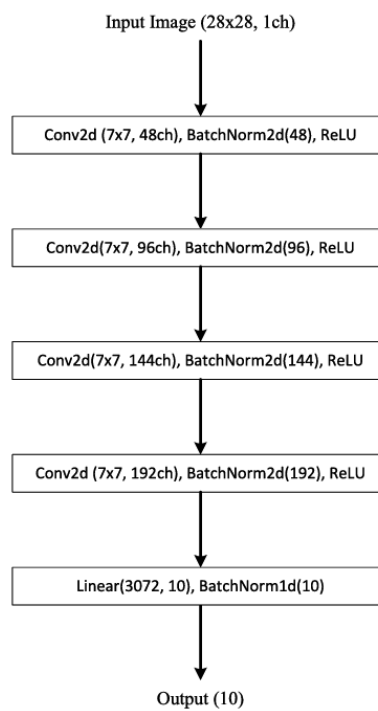 Input Image (28x28, 1ch)
Conv2d (7x7, 48ch), BatchNorm2d(48), ReLU
Conv2d(7x7, 96ch), BatchNorm2d(96), ReLU
Conv2d(7x7, 144ch), BatchNorm2d(144), ReLU
Conv2d (7x7, 192ch), BatchNorm2d(192), ReLU
Linear(3072, 10), BatchNorm1d(10)
Output (10)